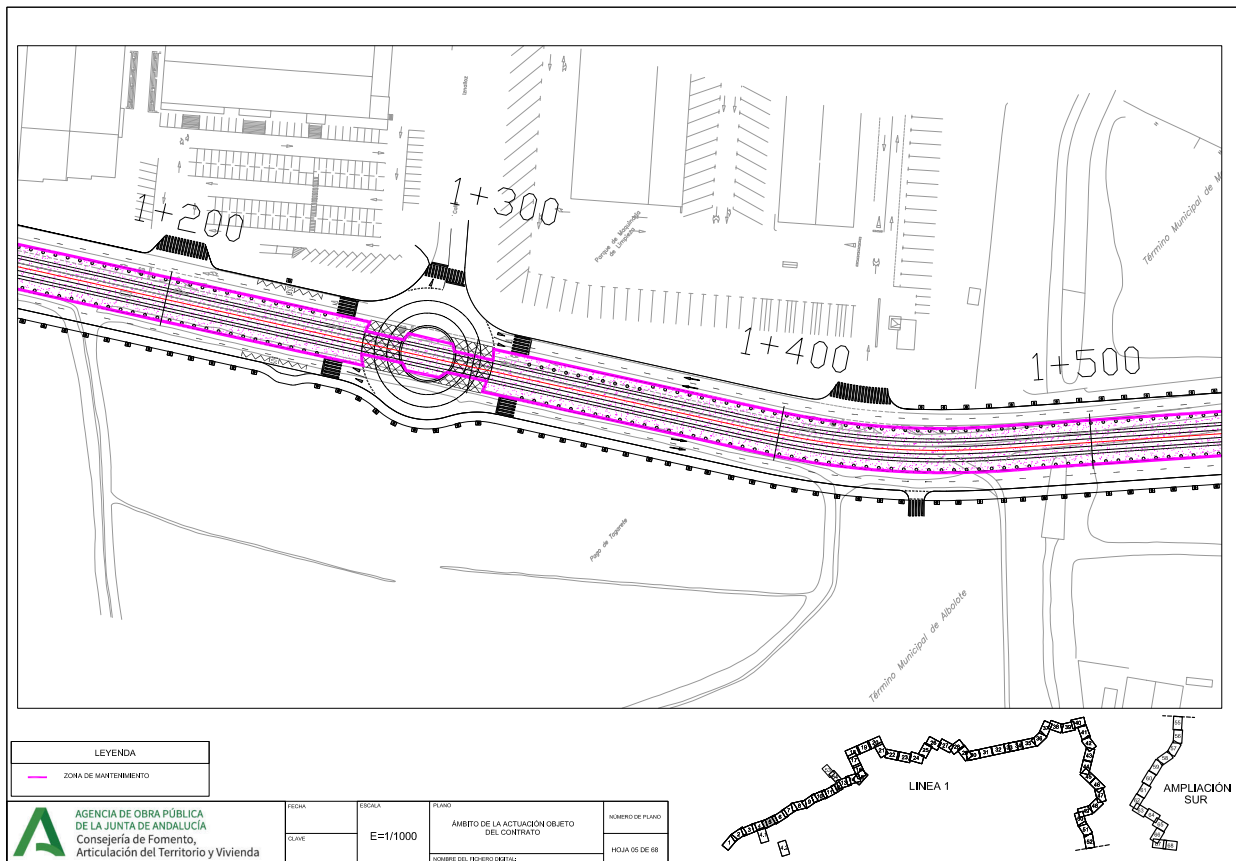 Imaflot
1+200
Calle
1+300
Parque de Maquinaria
de Limpieza
1+400
1+500
Término Municipal de M
Pago de Tagarete
Término Municipal de Albolote
LEYENDA
ZONA DE MANTENIMIENTO
LINEA 1
AMPLIACIÓN
SUR
AGENCIA DE OBRA PÚBLICA
DE LA JUNTA DE ANDALUCÍA
Consejería de Fomento,
Articulación del Territorio y Vivienda
FECHA
CLAVE
ESCALA
E=1/1000
PLANO
ÁMBITO DE LA ACTUACIÓN OBJETO
DEL CONTRATO
NOMBRE DEL FICHERO DIGITAL:
NÚMERO DE PLANO
HOJA 05 DE 68